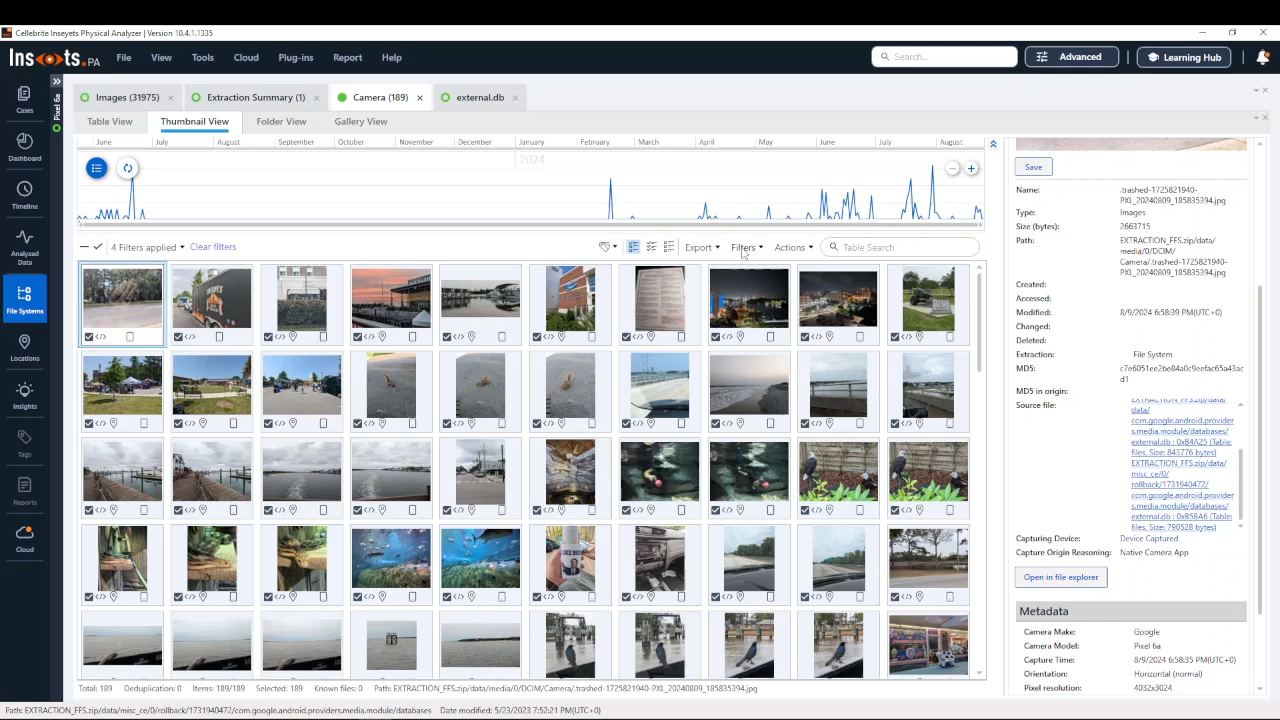 Cellebrite Inseyets Physical Analyzer | Version 10.4.1.1335
Inseyets.PA File View Tools Cloud Plug-ins Report Help Search... Advanced Learning Hub
Cases
Dashboard
Timeline
Analyzed
Data
File Systems
Locations
Insights
Tags
Reports
Cloud
Pixel 6a
Images (31975) Extraction Summary (1) Camera (189) external.db
Table View Thumbnail View Folder View Gallery View
June July August September October November December January February March April May June July August
2024
4 Filters applied Clear filters Export Filters Actions Table Search
Total: 189 Deduplication: 0 Items: 189/189 Selected: 189 Known files: 0 Path: EXTRACTION_FFS.zip/data/media/0/DCIM/Camera/.trashed-1725821940-PXL_20240809_185835394.jpg
Save
Name: .trashed-1725821940-
PXL_20240809_185835394.jpg
Type: Images
Size (bytes): 2663715
Path: EXTRACTION_FFS.zip/data/
media/0/DCIM/
Camera/.trashed-1725821940-
PXL_20240809_185835394.jpg
Created:
Accessed:
Modified: 8/9/2024 6:58:39 PM(UTC+0)
Changed:
Deleted:
Extraction: File System
MD5: c7e6051ee2be84a0c9eefac65a43ac
d1
MD5 in origin:
Source file: EXTRACTION_FFS.zip/data/
data/
com.google.android.provider
s.media.module/databases/
external.db : 0x84A25 (Table:
files, Size: 843776 bytes)
EXTRACTION_FFS.zip/data/
misc_ce/0/
rollback/1731940472/
com.google.android.provider
s.media.module/databases/
external.db : 0x858A6 (Table:
files, Size: 790528 bytes)
Capturing Device: Device Captured
Capture Origin Reasoning: Native Camera App
Open in file explorer
Metadata
Camera Make: Google
Camera Model: Pixel 6a
Capture Time: 8/9/2024 6:58:35 PM(UTC+0)
Orientation: Horizontal (normal)
Pixel resolution: 4032x3024
Path: EXTRACTION_FFS.zip/data/misc_ce/0/rollback/1731940472/com.google.android.providers.media.module/databases Date modified: 5/23/2023 7:52:21 PM(UTC+0)